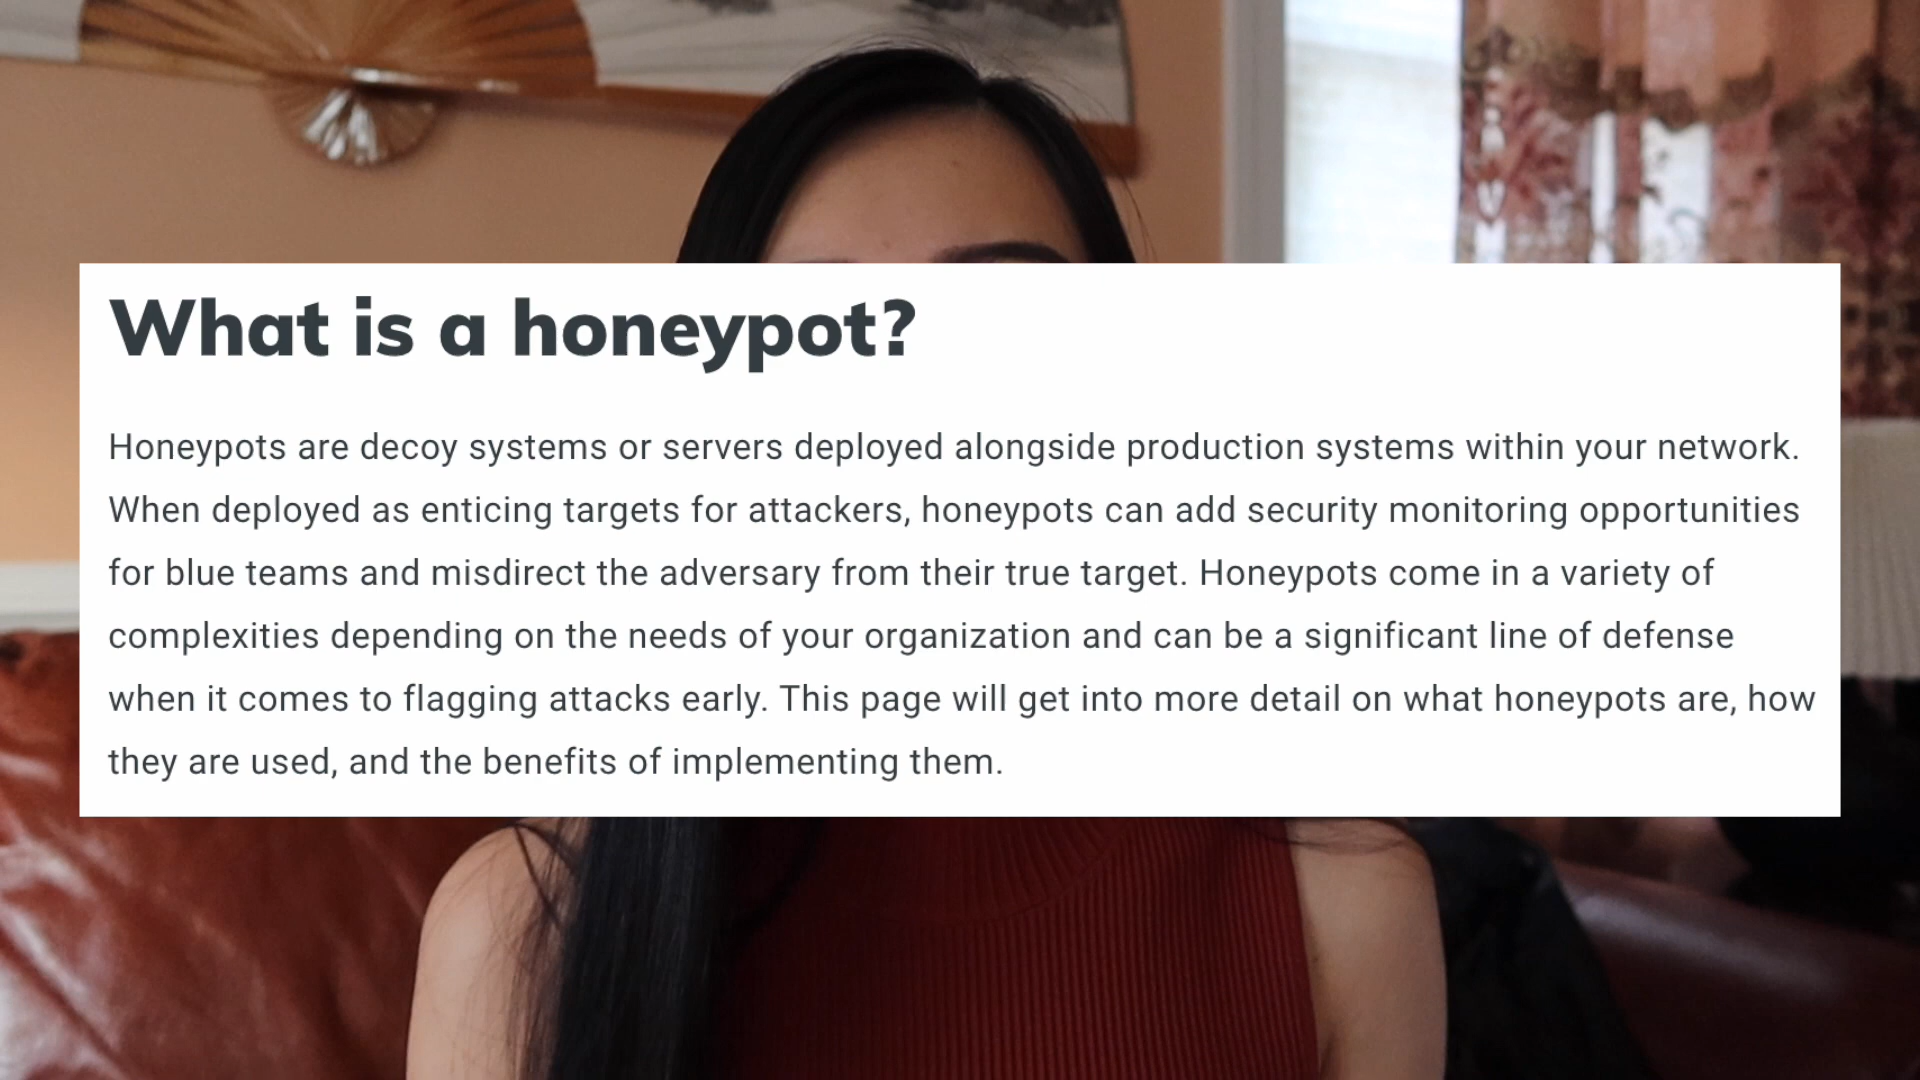 What is a honeypot?
Honeypots are decoy systems or servers deployed alongside production systems within your network.
When deployed as enticing targets for attackers, honeypots can add security monitoring opportunities
for blue teams and misdirect the adversary from their true target. Honeypots come in a variety of
complexities depending on the needs of your organization and can be a significant line of defense
when it comes to flagging attacks early. This page will get into more detail on what honeypots are, how
they are used, and the benefits of implementing them.